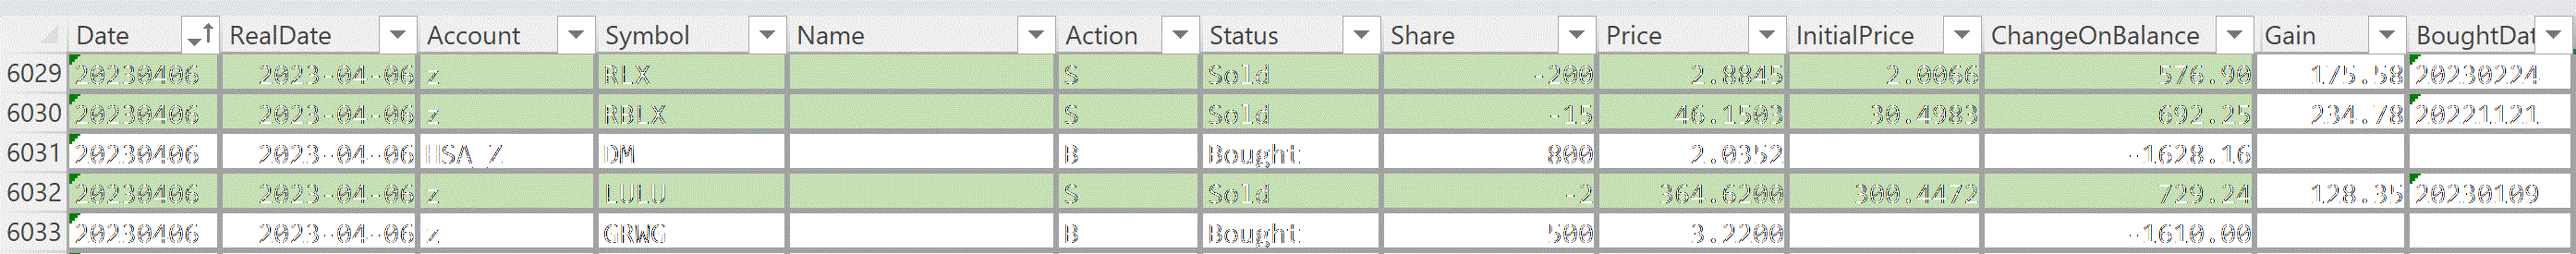 Date RealDate Account Symbol Name Action Status Share Price InitialPrice ChangeOnBalance Gain BoughtDat
6029 20230406 2023-04-06 z RLX S Sold -200 2.8845 2.0066 576.90 175.58 20230224
6030 20230406 2023-04-06 z RBLX S Sold -15 46.1503 30.4983 692.25 234.78 20221121
6031 20230406 2023-04-06 HSA_Z DM B Bought 800 2.0352 -1628.16
6032 20230406 2023-04-06 z LULU S Sold -2 364.6200 300.4472 729.24 128.35 20230109
6033 20230406 2023-04-06 z GRWG B Bought 500 3.2200 -1610.00